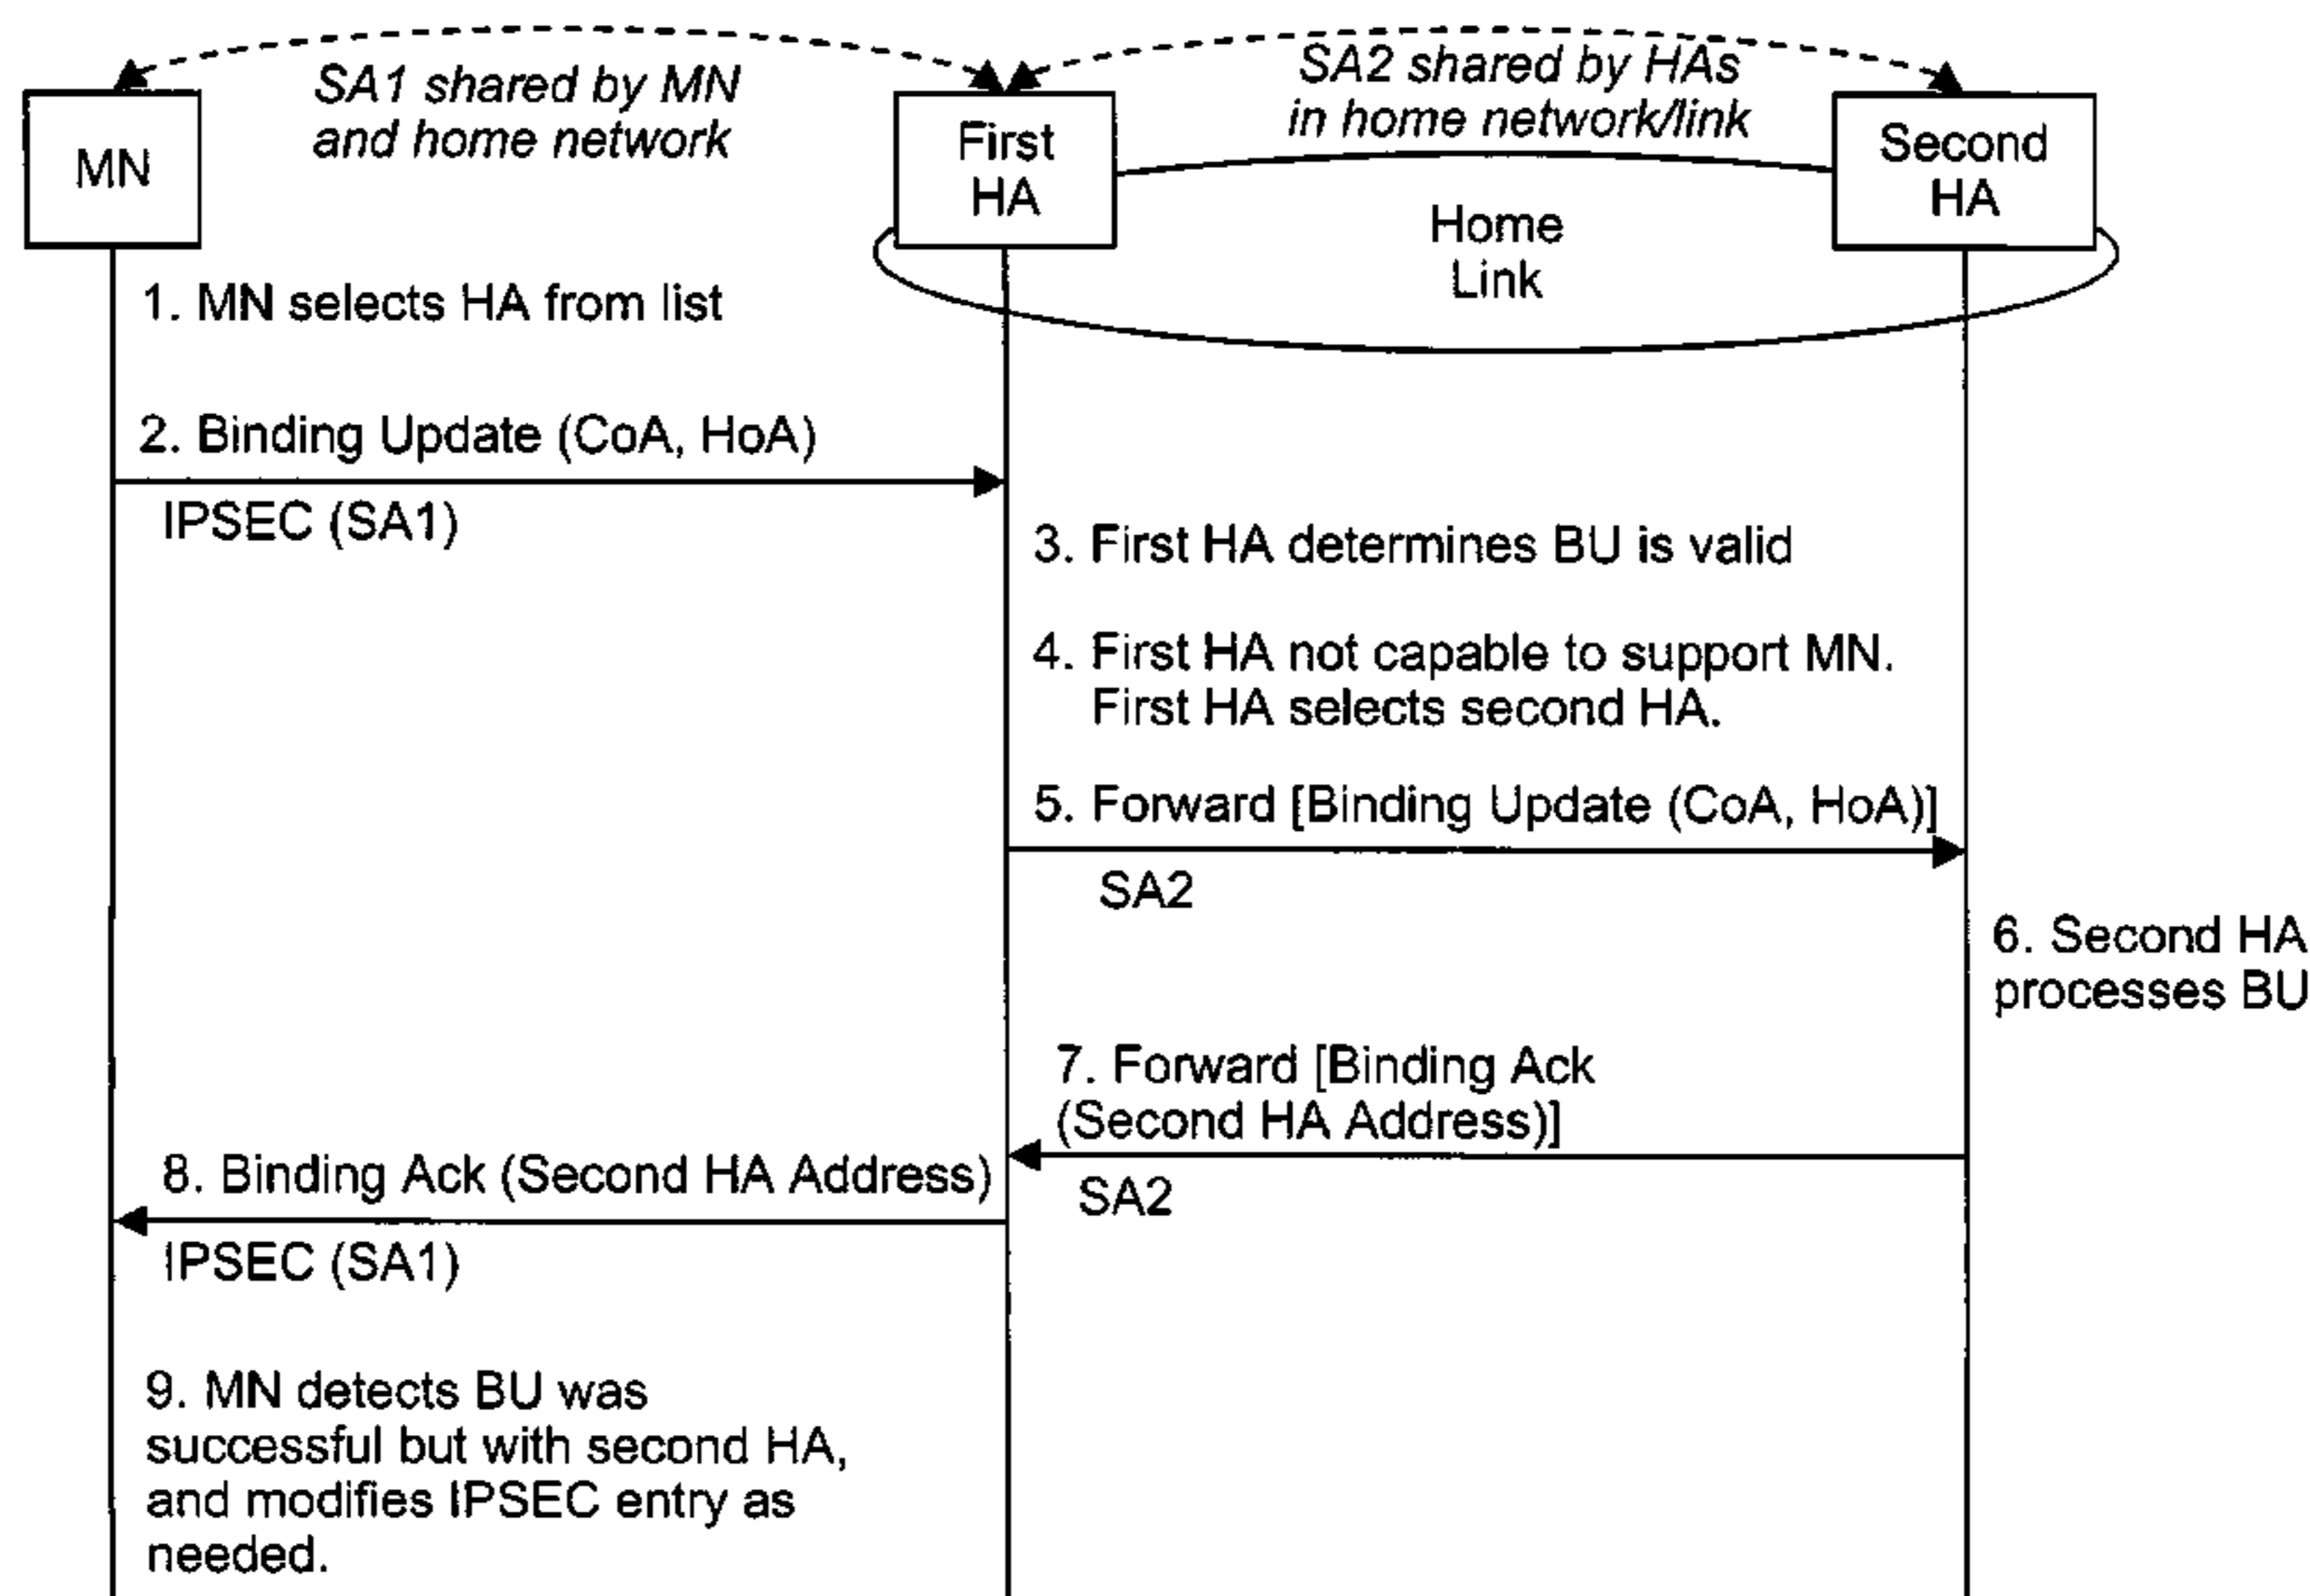 SA1 shared by MN
and home network
SA2 shared by HAs
in home network/link
MN
First
HA
Second
HA
Home
Link
1. MN selects HA from list
2. Binding Update (CoA, HoA)
IPSEC (SA1)
3. First HA determines BU is valid
4. First HA not capable to support MN.
First HA selects second HA.
5. Forward [Binding Update (CoA, HoA)]
SA2
6. Second HA
processes BU
7. Forward [Binding Ack
(Second HA Address)]
SA2
8. Binding Ack (Second HA Address)
IPSEC (SA1)
9. MN detects BU was
successful but with second HA,
and modifies IPSEC entry as
needed.